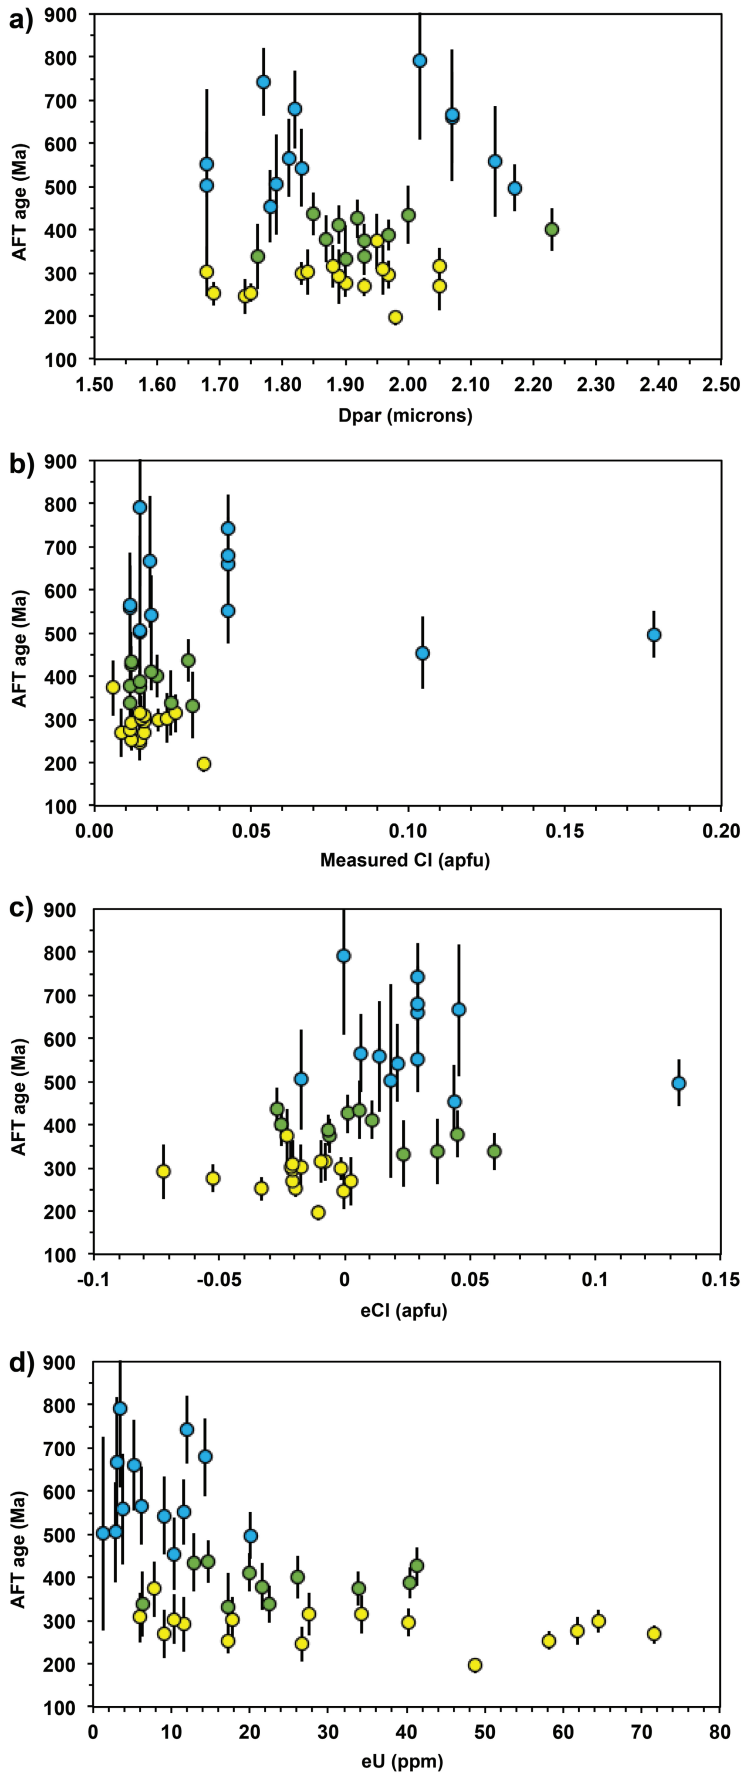 a)
900
800
700
600
500
400
300
200
100
AFT age (Ma)
1.50 1.60 1.70 1.80 1.90 2.00 2.10 2.20 2.30 2.40 2.50
Dpar (microns)
b)
900
800
700
600
500
400
300
200
100
AFT age (Ma)
0.00 0.05 0.10 0.15 0.20
Measured Cl (apfu)
c)
900
800
700
600
500
400
300
200
100
AFT age (Ma)
-0.1 -0.05 0 0.05 0.1 0.15
eCl (apfu)
d)
900
800
700
600
500
400
300
200
100
AFT age (Ma)
0 10 20 30 40 50 60 70 80
eU (ppm)